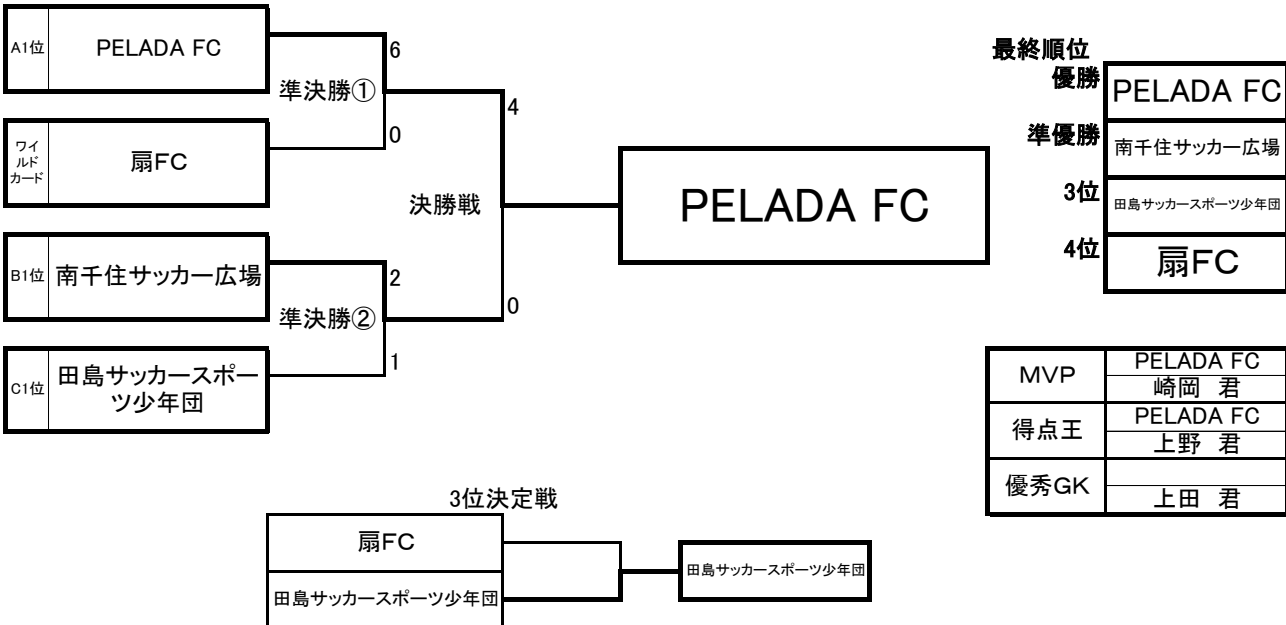 A1位
PELADA FC
6
準決勝①
0
ワイ
ルド
カード
扇FC
4
決勝戦
PELADA FC
B1位
南千住サッカー広場
2
準決勝②
1
0
C1位
田島サッカースポー
ツ少年団
最終順位
優勝
PELADA FC
準優勝
南千住サッカー広場
3位
田島サッカースポーツ少年団
4位
扇FC
MVP
PELADA FC
崎岡 君
得点王
PELADA FC
上野 君
優秀GK
上田 君
3位決定戦
扇FC
田島サッカースポーツ少年団
田島サッカースポーツ少年団